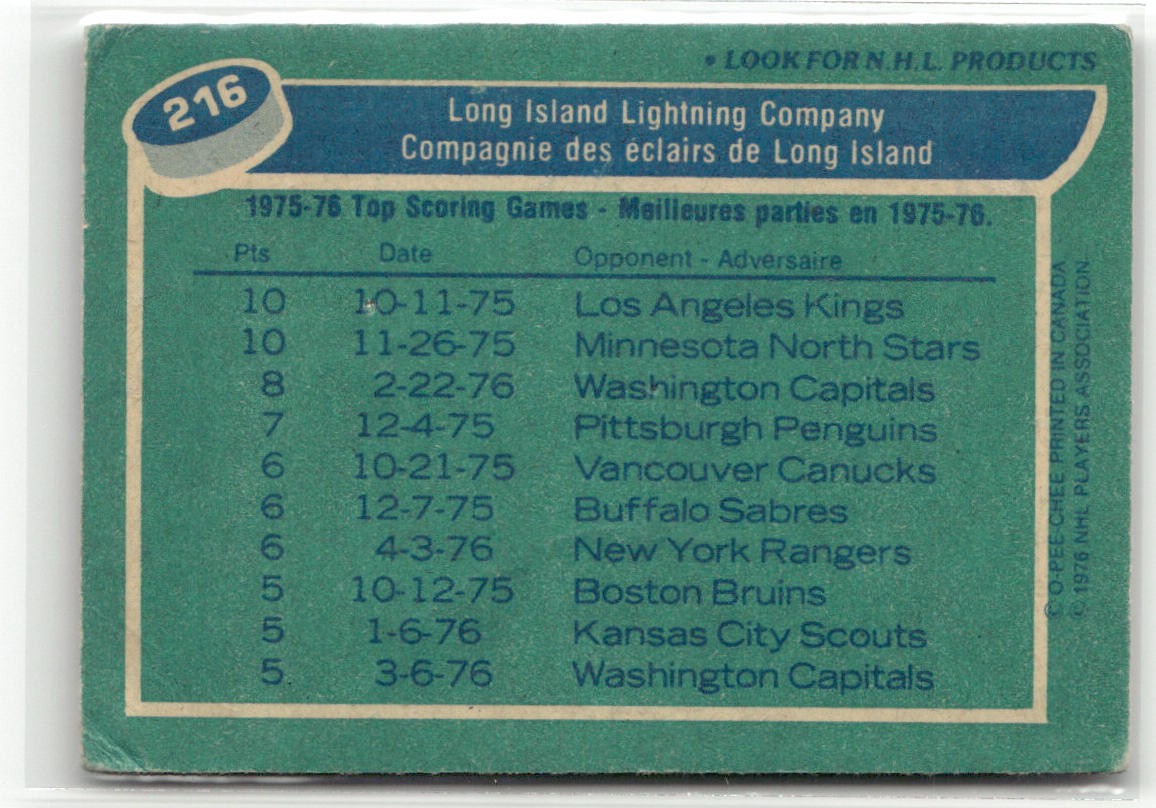 • LOOK FOR N.H.L. PRODUCTS
216
Long Island Lightning Company
Compagnie des éclairs de Long Island
1975-76 Top Scoring Games - Meilleures parties en 1975-76.
Pts Date Opponent - Adversaire
10 10-11-75 Los Angeles Kings
10 11-26-75 Minnesota North Stars
8 2-22-76 Washington Capitals
7 12-4-75 Pittsburgh Penguins
6 10-21-75 Vancouver Canucks
6 12-7-75 Buffalo Sabres
6 4-3-76 New York Rangers
5 10-12-75 Boston Bruins
5 1-6-76 Kansas City Scouts
5 3-6-76 Washington Capitals
© O-PEE-CHEE PRINTED IN CANADA
© 1976 NHL PLAYERS ASSOCIATION